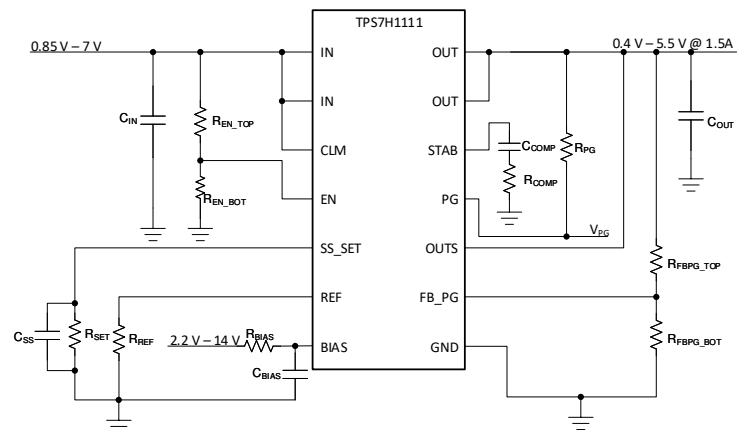 TPS7H1111
0.85 V – 7 V
0.4 V – 5.5 V @ 1.5A
IN
OUT
IN
OUT
CLM
STAB
EN
PG
SS_SET
OUTS
REF
FB_PG
BIAS
GND
CIN
REN_TOP
REN_BOT
CCOMP
RCOMP
RPG
COUT
VPG
RFBPG_TOP
RFBPG_BOT
CSS
RSET
RREF
2.2 V – 14 V
RBIAS
CBIAS